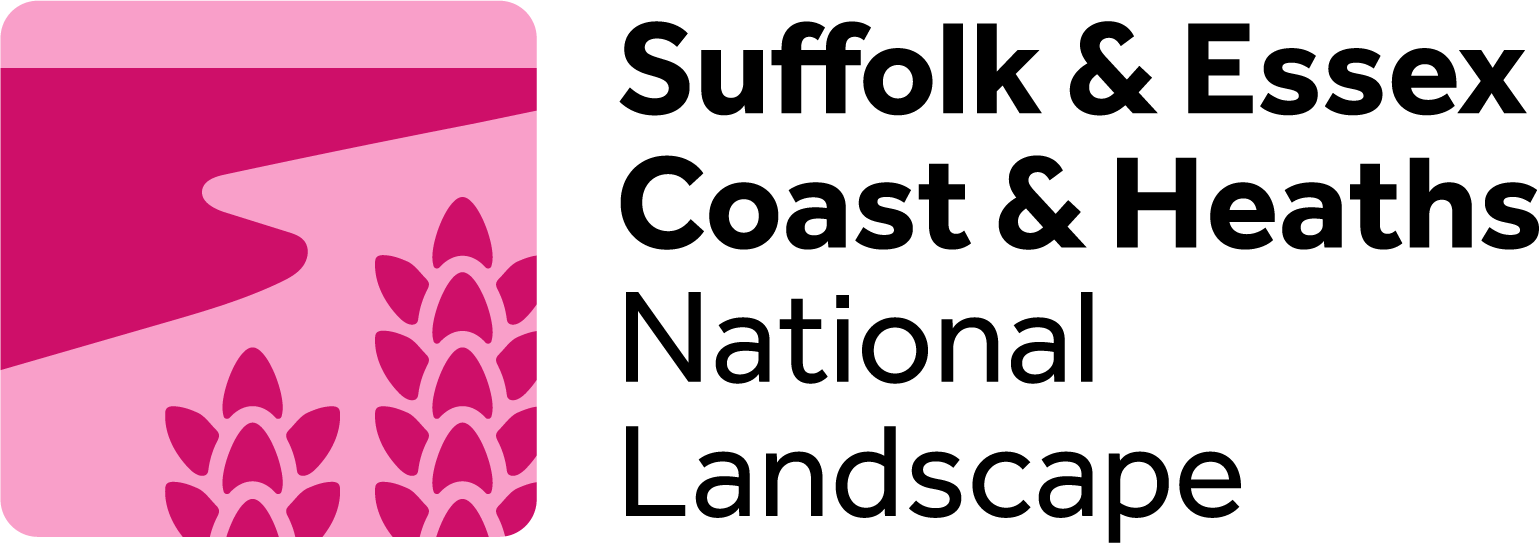 Suffolk & Essex
Coast & Heaths
National
Landscape